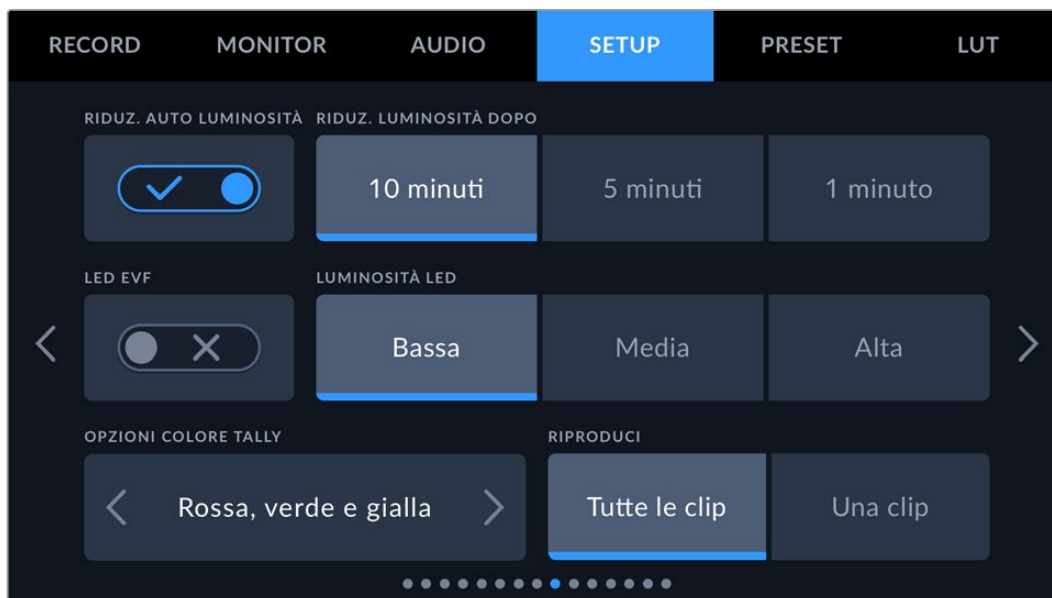 RECORD MONITOR AUDIO SETUP PRESET LUT
RIDUZ. AUTO LUMINOSITÀ RIDUZ. LUMINOSITÀ DOPO
10 minuti 5 minuti 1 minuto
LED EVF LUMINOSITÀ LED
Bassa Media Alta
OPZIONI COLORE TALLY RIPRODUCI
Rossa, verde e gialla Tutte le clip Una clip